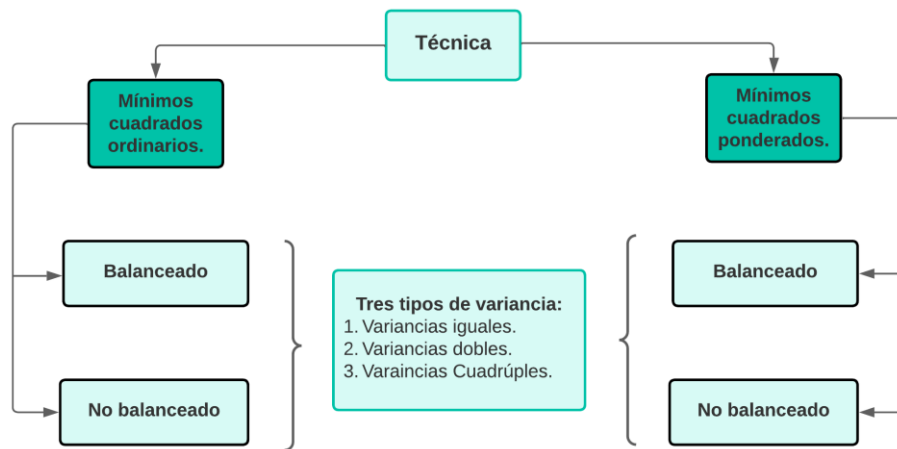 Técnica
Mínimos
cuadrados
ordinarios.
Mínimos
cuadrados
ponderados.
Balanceado
Balanceado
Tres tipos de variancia:
1. Variancias iguales.
2. Variancias dobles.
3. Varaincias Cuadrúples.
No balanceado
No balanceado